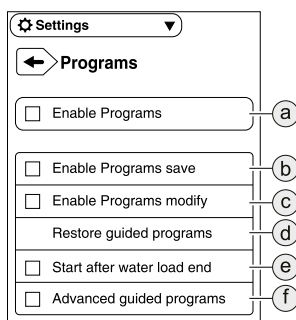 Settings
Programs
Enable Programs a
Enable Programs save b
Enable Programs modify c
Restore guided programs d
Start after water load end e
Advanced guided programs f